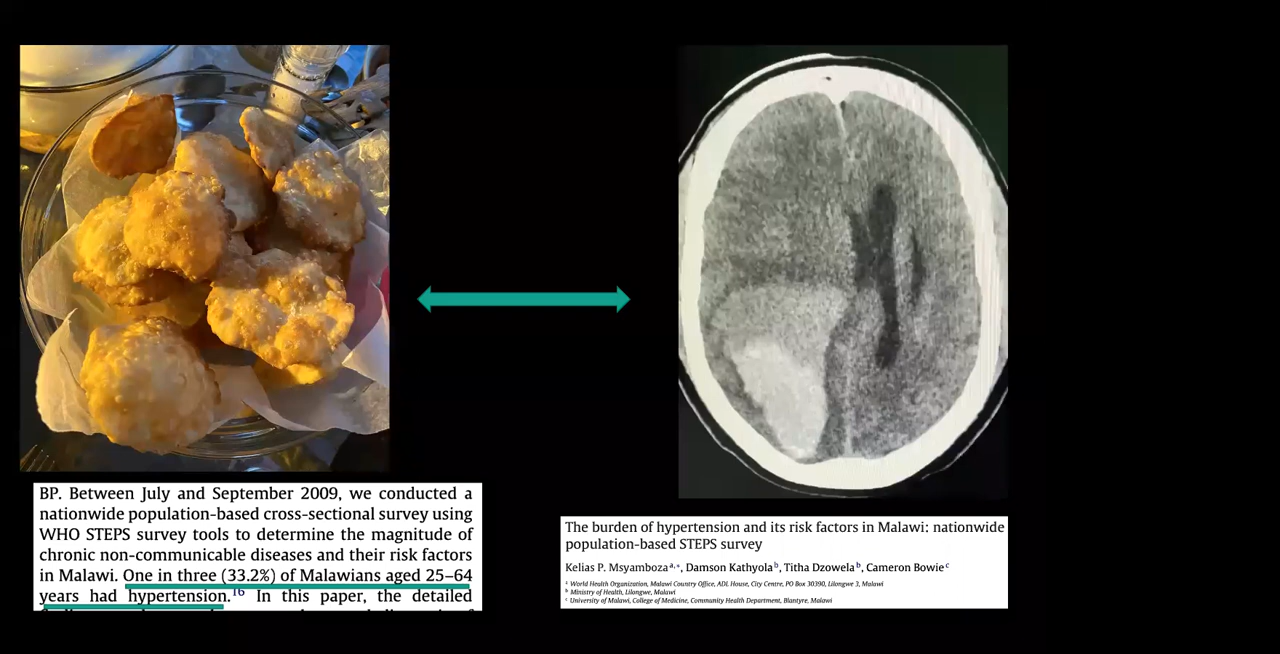 BP. Between July and September 2009, we conducted a
nationwide population-based cross-sectional survey using
WHO STEPS survey tools to determine the magnitude of
chronic non-communicable diseases and their risk factors
in Malawi. One in three (33.2%) of Malawians aged 25–64
years had hypertension.16 In this paper, the detailed
The burden of hypertension and its risk factors in Malawi: nationwide
population-based STEPS survey
Kelias P. Msyamboza a,*, Damson Kathyola b, Titha Dzowela b, Cameron Bowie c
a World Health Organization, Malawi Country Office, ADL House, City Centre, PO Box 30390, Lilongwe 3, Malawi
b Ministry of Health, Lilongwe, Malawi
c University of Malawi, College of Medicine, Community Health Department, Blantyre, Malawi